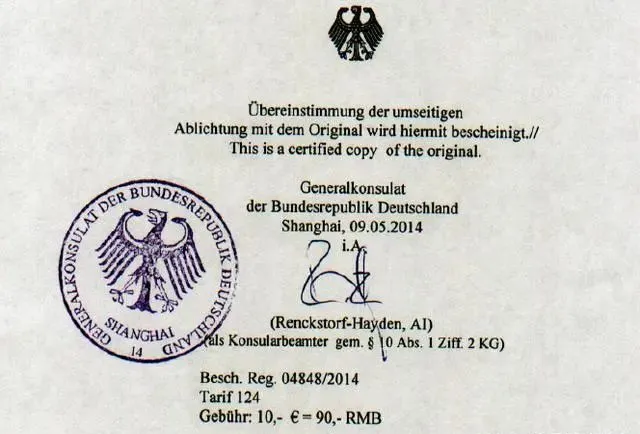 Übereinstimmung der umseitigen
Ablichtung mit dem Original wird hiermit bescheinigt.//
This is a certified copy of the original.
Generalkonsulat
der Bundesrepublik Deutschland
Shanghai, 09.05.2014
i.A.
(Renckstorf-Hayden, AI)
(als Konsularbeamter gem. § 10 Abs. 1 Ziff. 2 KG)
GENERALKONSULAT DER BUNDESREPUBLIK DEUTSCHLAND
SHANGHAI
14
Besch. Reg. 04848/2014
Tarif 124
Gebühr: 10,- € = 90,- RMB